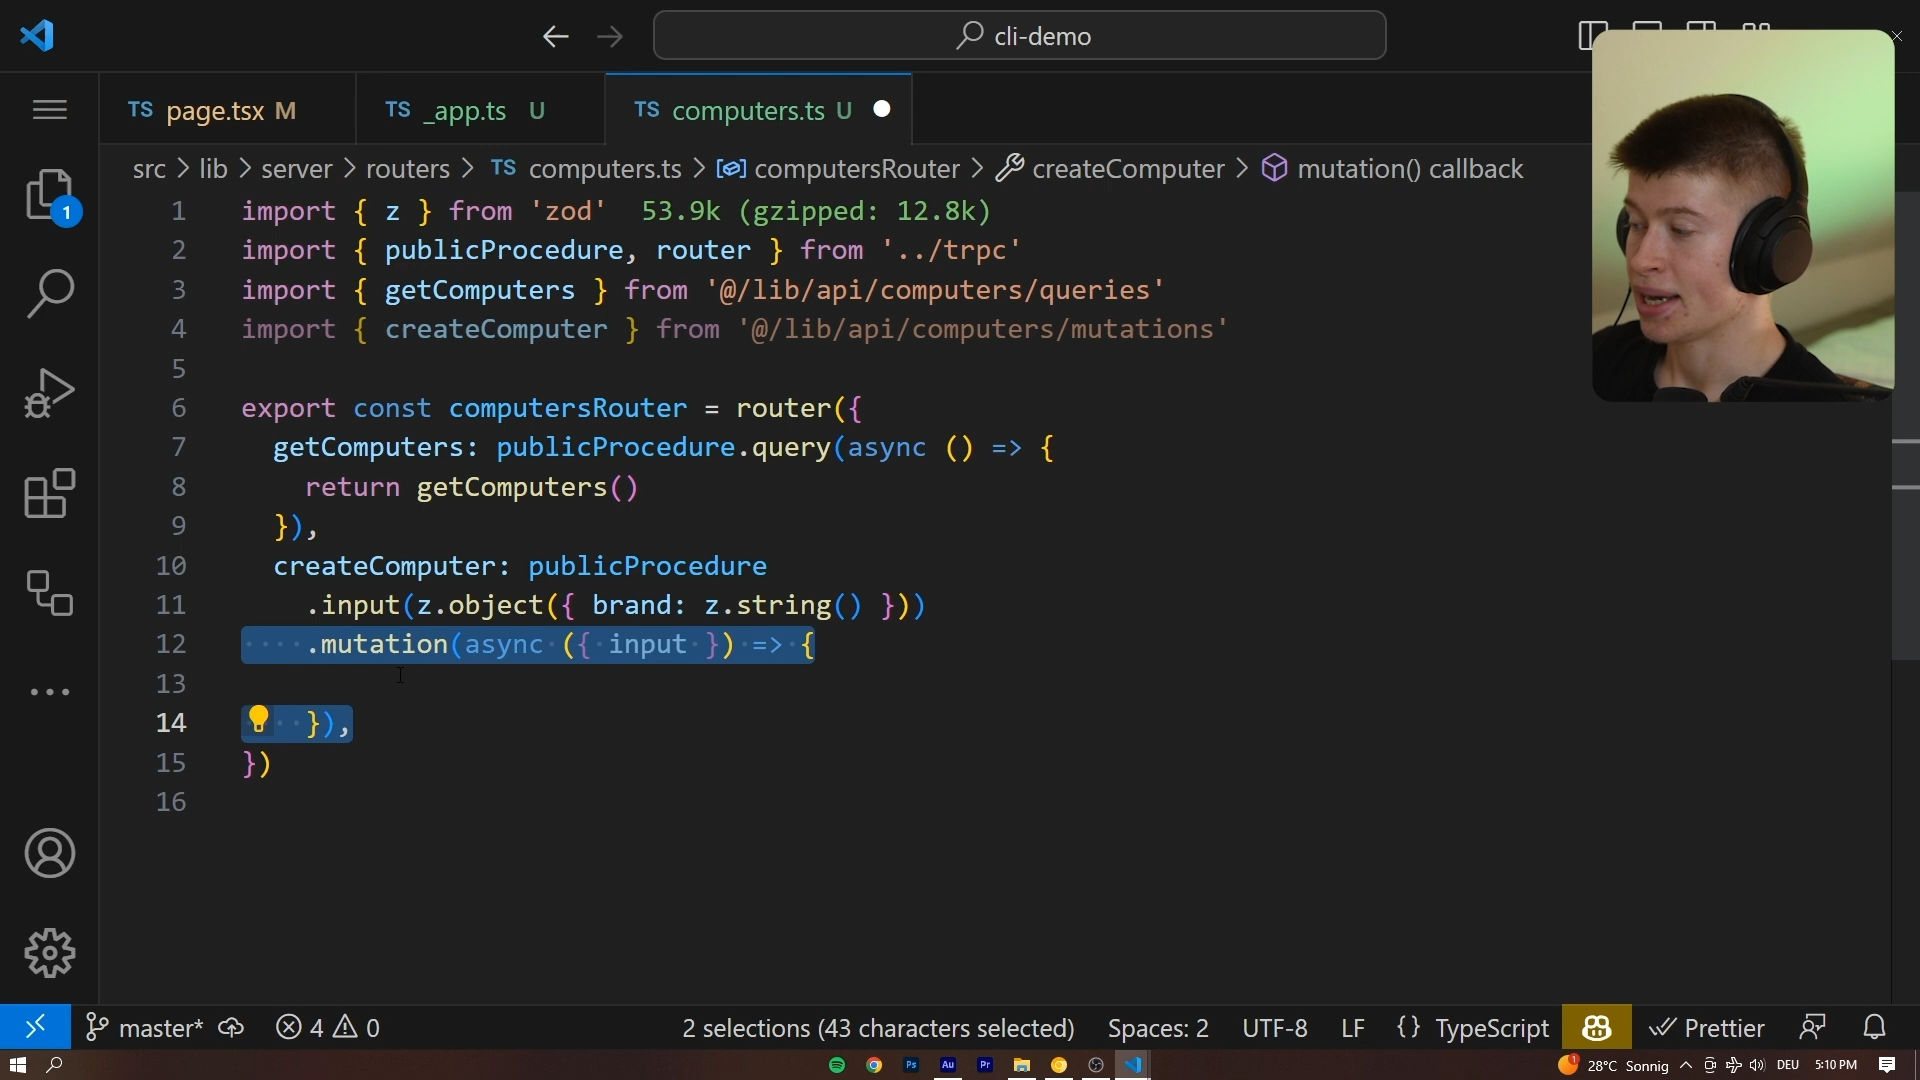 cli-demo
TS page.tsx M
TS _app.ts U
TS computers.ts U
src > lib > server > routers > TS computers.ts > computersRouter > createComputer > mutation() callback
1 import { z } from 'zod' 53.9k (gzipped: 12.8k)
2 import { publicProcedure, router } from '../trpc'
3 import { getComputers } from '@/lib/api/computers/queries'
4 import { createComputer } from '@/lib/api/computers/mutations'
5
6 export const computersRouter = router({
7 getComputers: publicProcedure.query(async () => {
8 return getComputers()
9 }),
10 createComputer: publicProcedure
11 .input(z.object({ brand: z.string() }))
12 .mutation(async ({ input }) => {
13
14 }),
15 })
16
1
master* 4 0 2 selections (43 characters selected) Spaces: 2 UTF-8 LF {} TypeScript Prettier
Ps Au Pr 1 28°C Sonnig DEU 5:10 PM